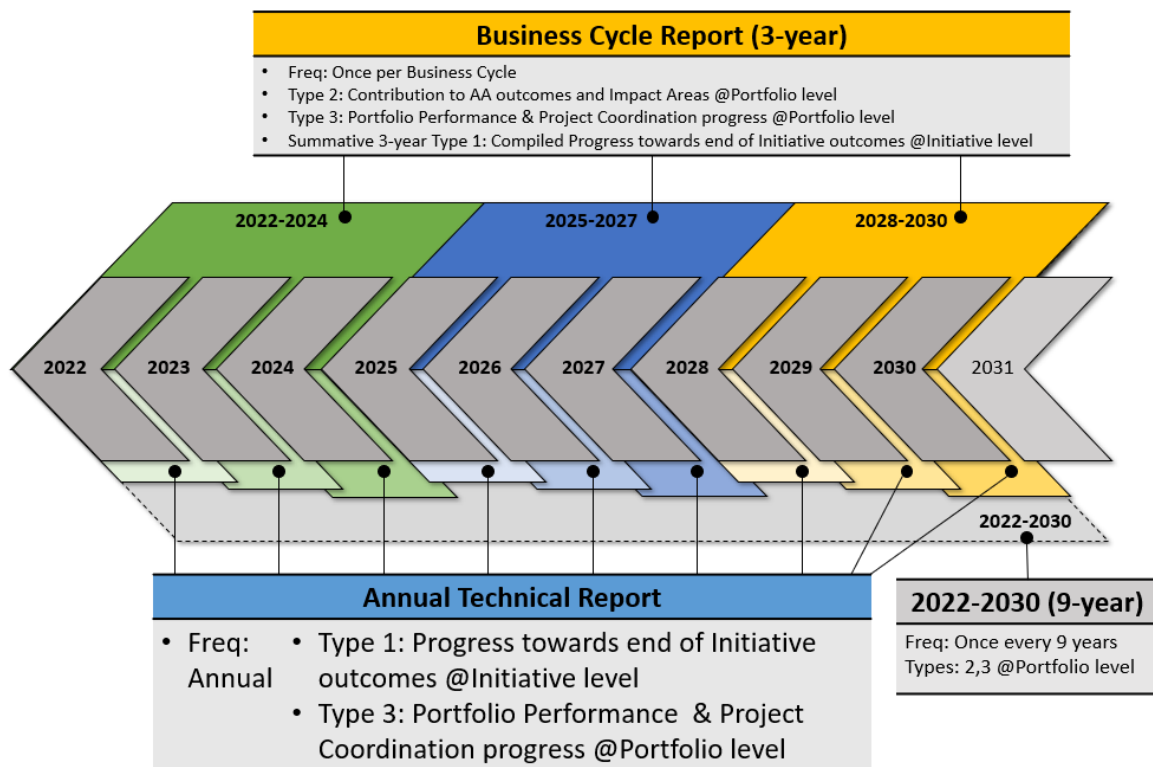 Business Cycle Report (3-year)
• Freq: Once per Business Cycle
• Type 2: Contribution to AA outcomes and Impact Areas @Portfolio level
• Type 3: Portfolio Performance & Project Coordination progress @Portfolio level
• Summative 3-year Type 1: Compiled Progress towards end of Initiative outcomes @Initiative level
2022-2024
2025-2027
2028-2030
2022
2023
2024
2025
2026
2027
2028
2029
2030
2031
2022-2030
Annual Technical Report
• Freq:
Annual
• Type 1: Progress towards end of Initiative
outcomes @Initiative level
• Type 3: Portfolio Performance & Project
Coordination progress @Portfolio level
2022-2030 (9-year)
Freq: Once every 9 years
Types: 2,3 @Portfolio level